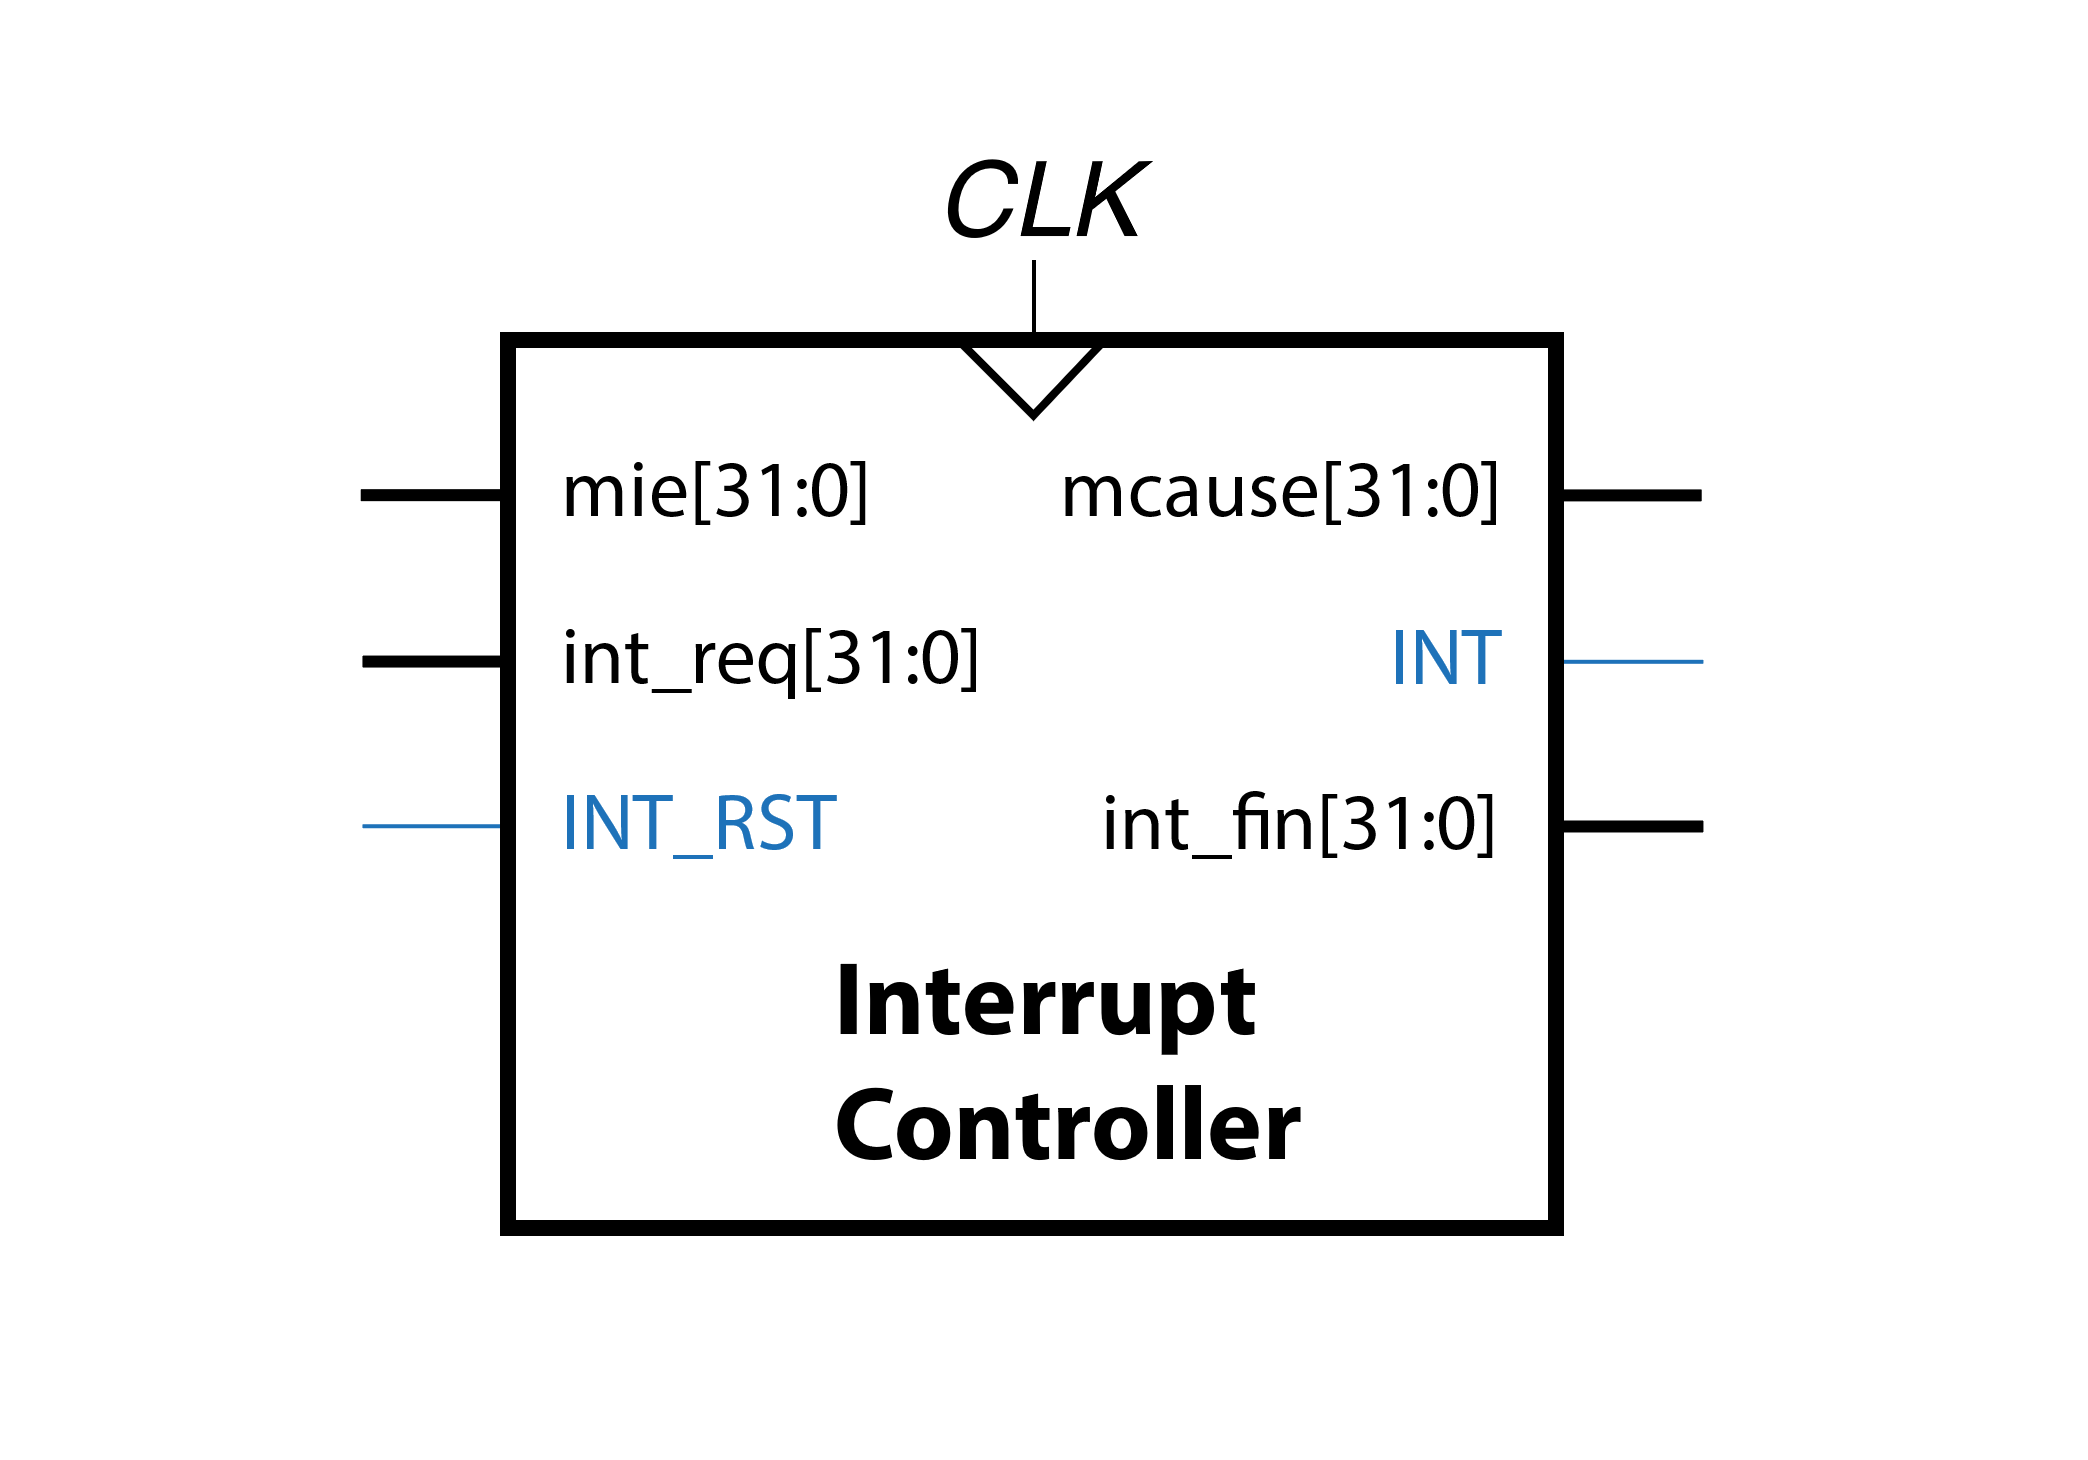 CLK
mie[31:0]
mcause[31:0]
int_req[31:0]
INT
INT_RST
int_fin[31:0]
Interrupt
Controller